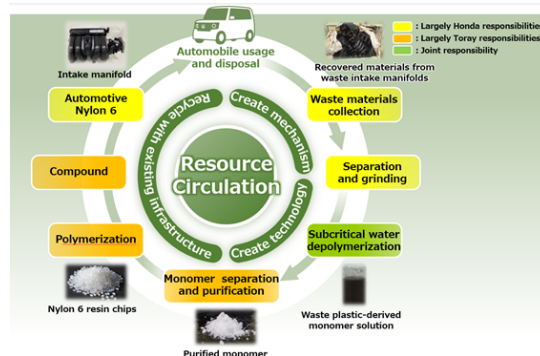 : Largely Honda responsibilities
: Largely Toray responsibilities
: Joint responsibility
Automobile usage
and disposal
Intake manifold
Recovered materials from
waste intake manifolds
Automotive
Nylon 6
Waste materials
collection
Recycle with existing infrastructure
Create mechanism
Create technology
Resource
Circulation
Compound
Separation
and grinding
Polymerization
Subcritical water
depolymerization
Monomer separation
and purification
Nylon 6 resin chips
Waste plastic-derived
monomer solution
Purified monomer